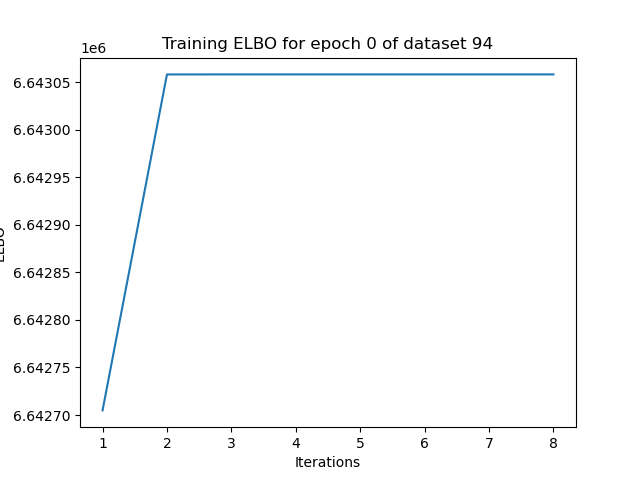 Training ELBO for epoch 0 of dataset 94
1e6
6.64305
6.64300
6.64295
6.64290
6.64285
6.64280
6.64275
6.64270
ELBO
1 2 3 4 5 6 7 8
Iterations